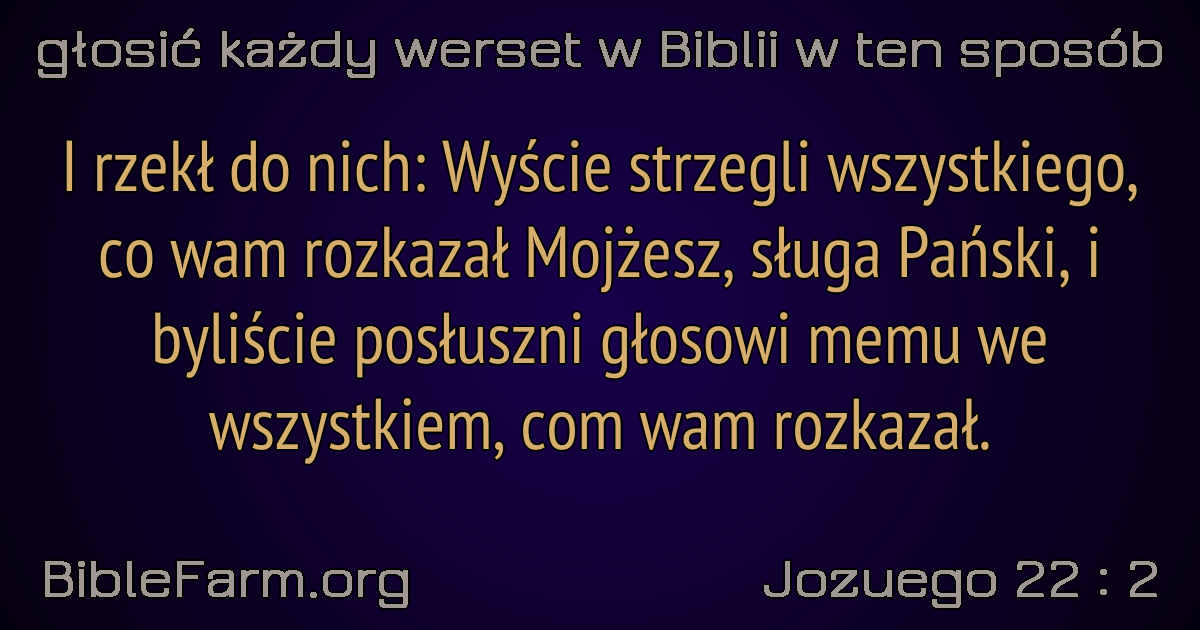 głosić każdy werset w Biblii w ten sposób
I rzekł do nich: Wyście strzegli wszystkiego,
co wam rozkazał Mojżesz, sługa Pański, i
byliście posłuszni głosowi memu we
wszystkiem, com wam rozkazał.
BibleFarm.org
Jozuego 22 : 2